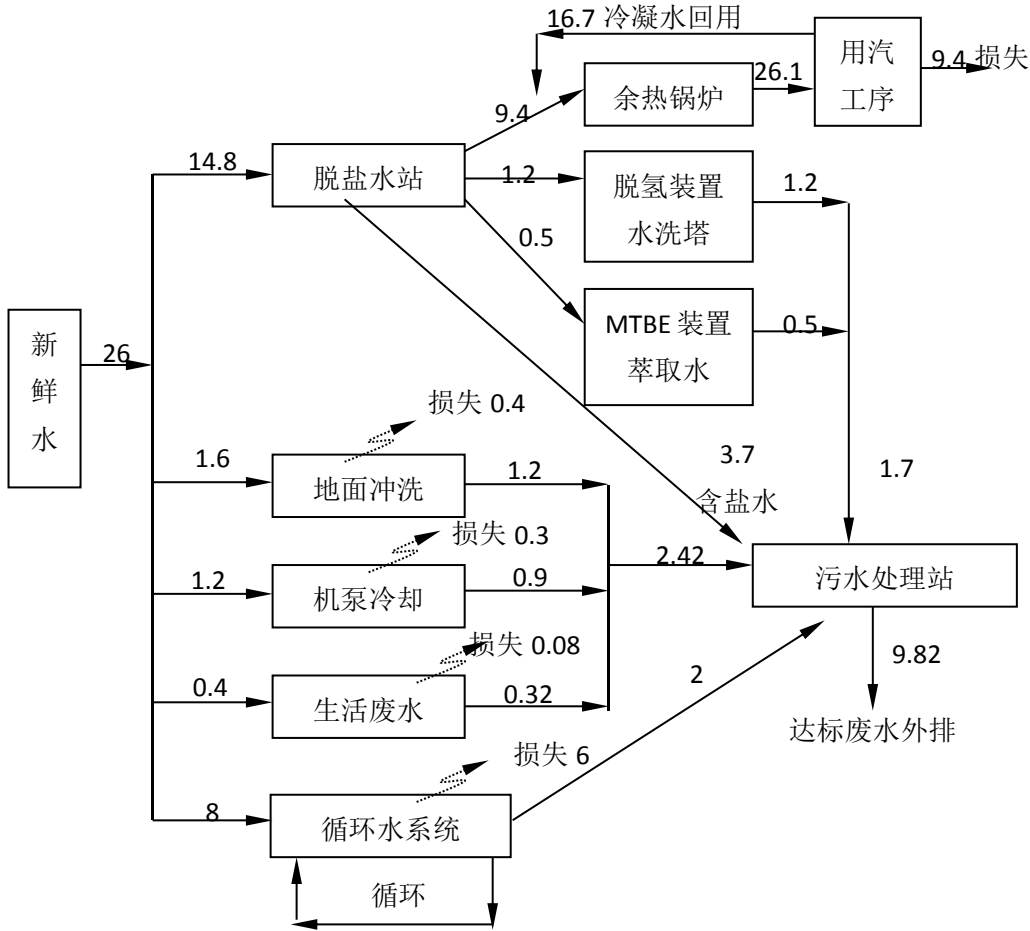 16.7 冷凝水回用
用汽
工序
9.4 损失
26.1
余热锅炉
9.4
14.8
脱盐水站
1.2
脱氢装置
水洗塔
1.2
0.5
MTBE 装置
萃取水
0.5
新
鲜
水
26
损失 0.4
1.6
地面冲洗
1.2
3.7
含盐水
1.7
损失 0.3
1.2
机泵冷却
0.9
2.42
污水处理站
损失 0.08
0.4
生活废水
0.32
2
9.82
达标废水外排
损失 6
8
循环水系统
循环